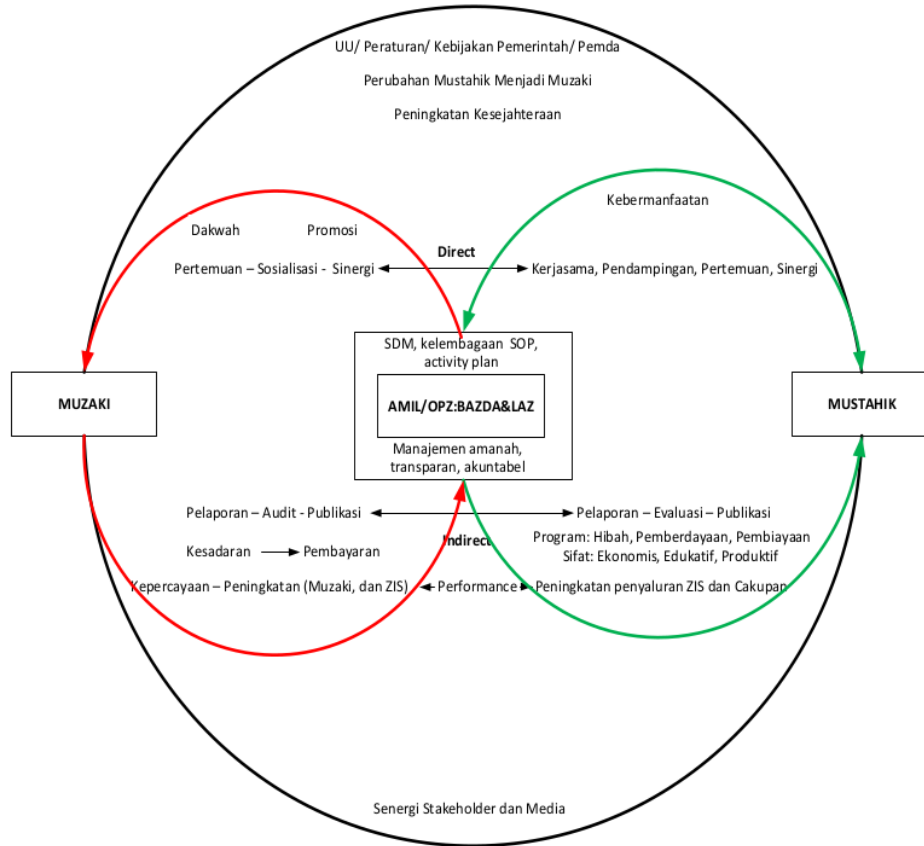 UU/ Peraturan/ Kebijakan Pemerintah/ Pemda
Perubahan Mustahik Menjadi Muzaki
Peningkatan Kesejahteraan
Kebermanfaatan
Dakwah
Promosi
Direct
Pertemuan – Sosialisasi - Sinergi
Kerjasama, Pendampingan, Pertemuan, Sinergi
SDM, kelembagaan SOP,
activity plan
MUZAKI
AMIL/OPZ:BAZDA&LAZ
MUSTAHIK
Manajemen amanah,
transparan, akuntabel
Pelaporan – Audit - Publikasi
Pelaporan – Evaluasi – Publikasi
Indirect
Program: Hibah, Pemberdayaan, Pembiayaan
Sifat: Ekonomis, Edukatif, Produktif
Kesadaran
Pembayaran
Kepercayaan – Peningkatan (Muzaki, dan ZIS)
Performance
Peningkatan penyaluran ZIS dan Cakupan
Senergi Stakeholder dan Media